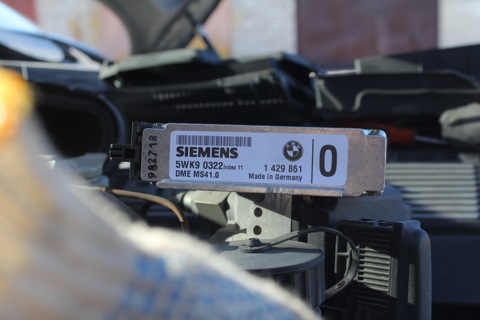 SIEMENS
5WK9 0322 Index 11
1 429 861
DME MS41.0
Made in Germany
0